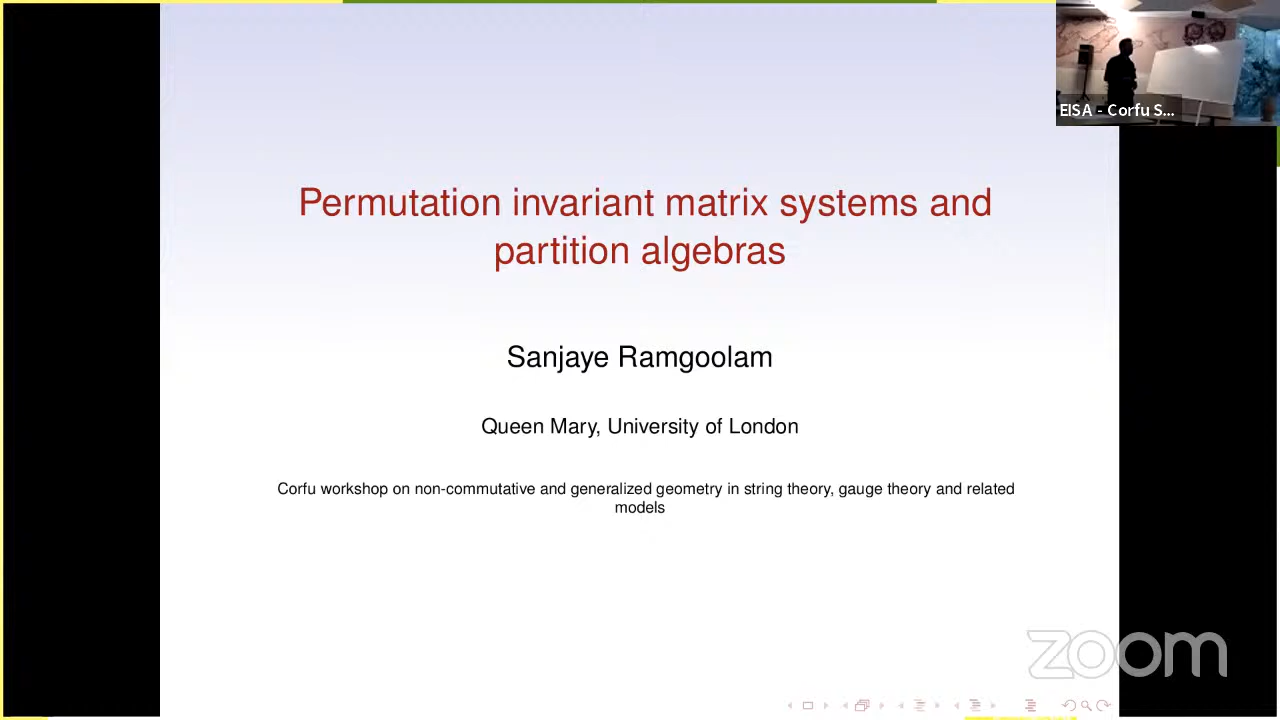 EISA - Corfu S...
Permutation invariant matrix systems and
partition algebras
Sanjaye Ramgoolam
Queen Mary, University of London
Corfu workshop on non-commutative and generalized geometry in string theory, gauge theory and related
models
zoom